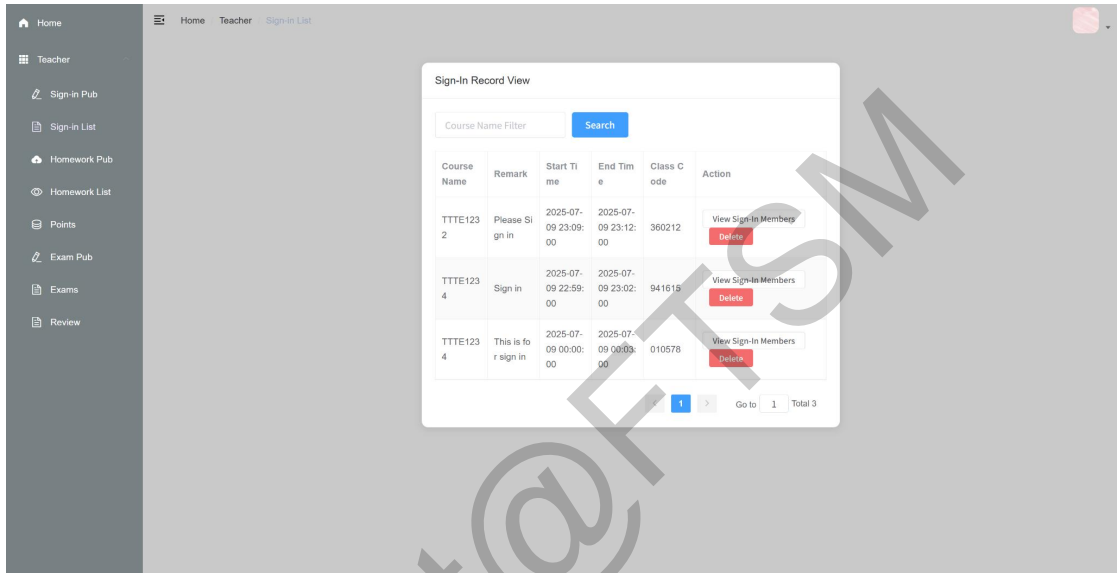 Home
Teacher
Sign-in Pub
Sign-in List
Homework Pub
Homework List
Points
Exam Pub
Exams
Review
Home Teacher Sign-In List
Sign-In Record View
Course Name Filter Search
Course Name Remark Start Ti me End Tim e Class C ode Action
TTTE123 2 Please Si gn in 2025-07-09 23:09:00 2025-07-09 23:12:00 360212 View Sign-In Members Delete
TTTE123 4 Sign in 2025-07-09 22:59:00 2025-07-09 23:02:00 941615 View Sign-In Members Delete
TTTE123 4 This is fo r sign in 2025-07-09 00:00:00 2025-07-09 00:03:00 010578 View Sign-In Members Delete
1 Go to 1 Total 3
t@FTSM